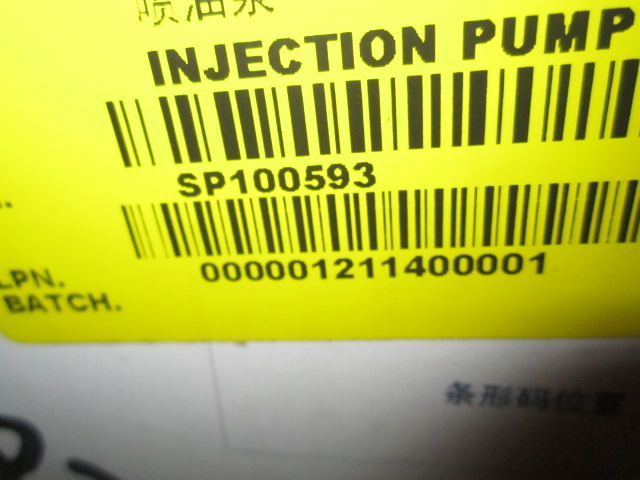 喷油泵
INJECTION PUMP
SP100593
000001211400001
LPN.
BATCH.
条形码位置